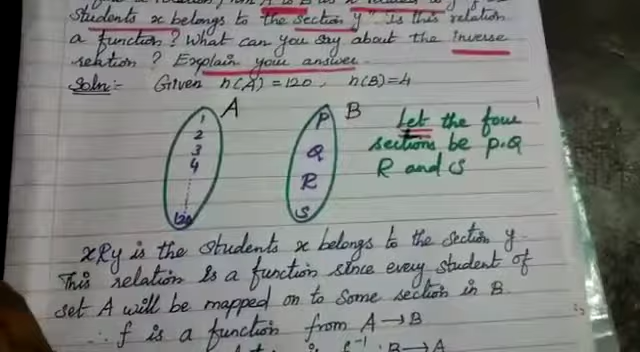 Students x belongs to the section y". Is this relation
a function? What can you say about the inverse
relation? Explain your answer.
Soln:- Given n(A) = 120, n(B) = 4
A B
1 P
2
3 Q
4 R
120 S
Let the four
sections be P.Q
R and S
xRy is the students x belongs to the section y.
This relation is a function since every student of
set A will be mapped on to some section in B.
∴ f is a function from A → B
f⁻¹ : B → A